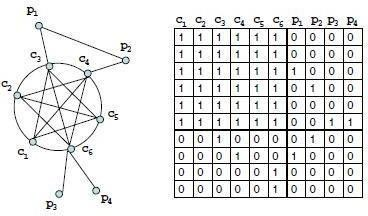 p₁
p₂
c₃
c₄
c₂
c₅
c₁
c₆
p₃
p₄
c₁ c₂ c₃ c₄ c₅ c₆ p₁ p₂ p₃ p₄
1 1 1 1 1 1 0 0 0 0
1 1 1 1 1 1 0 0 0 0
1 1 1 1 1 1 1 0 0 0
1 1 1 1 1 1 0 1 0 0
1 1 1 1 1 1 0 0 0 0
1 1 1 1 1 1 0 0 1 1
0 0 1 0 0 0 0 1 0 0
0 0 0 1 0 0 1 0 0 0
0 0 0 0 0 1 0 0 0 0
0 0 0 0 0 1 0 0 0 0